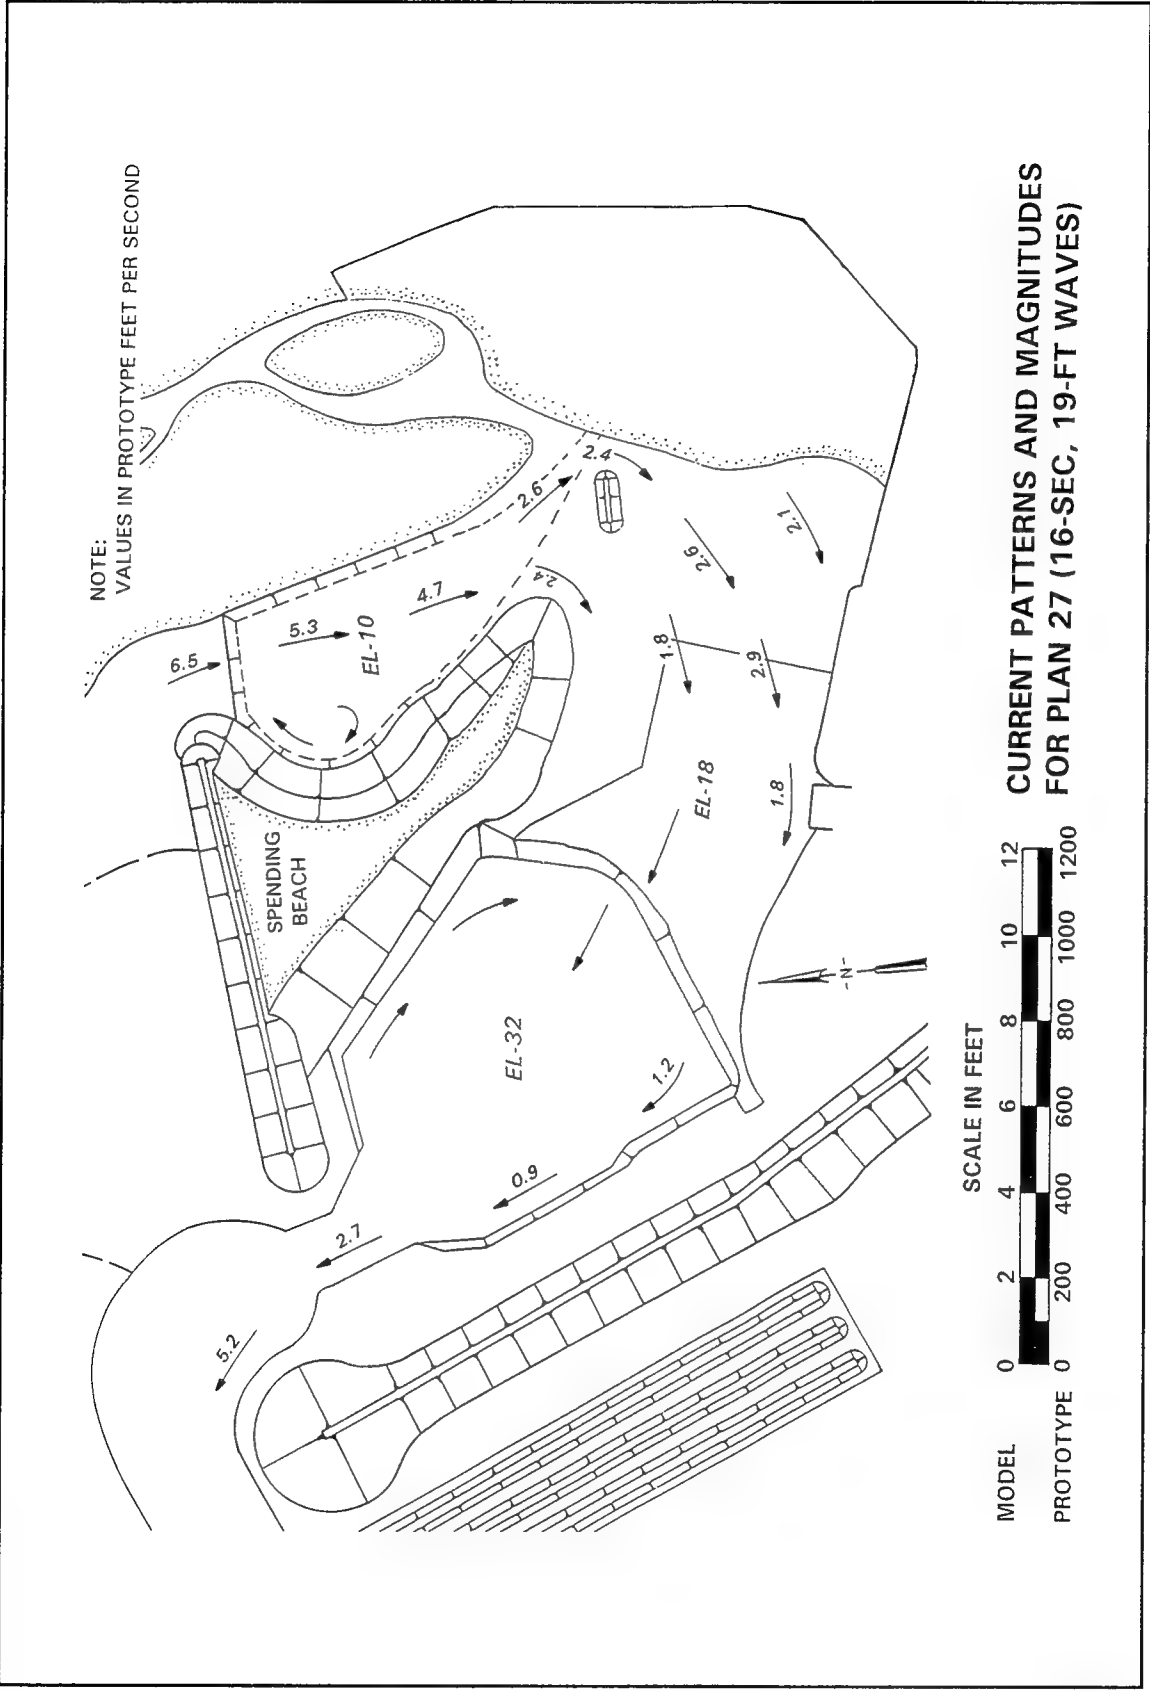 NOTE:
VALUES IN PROTOTYPE FEET PER SECOND
6.5
5.3
4.7
EL-10
2.6
2.4
2.4
2.6
2.1
1.8
2.9
EL-18
1.8
SPENDING
BEACH
EL-32
1.2
0.9
2.7
5.2
-N-
SCALE IN FEET
MODEL 0 2 4 6 8 10 12
PROTOTYPE 0 200 400 600 800 1000 1200
CURRENT PATTERNS AND MAGNITUDES
FOR PLAN 27 (16-SEC, 19-FT WAVES)